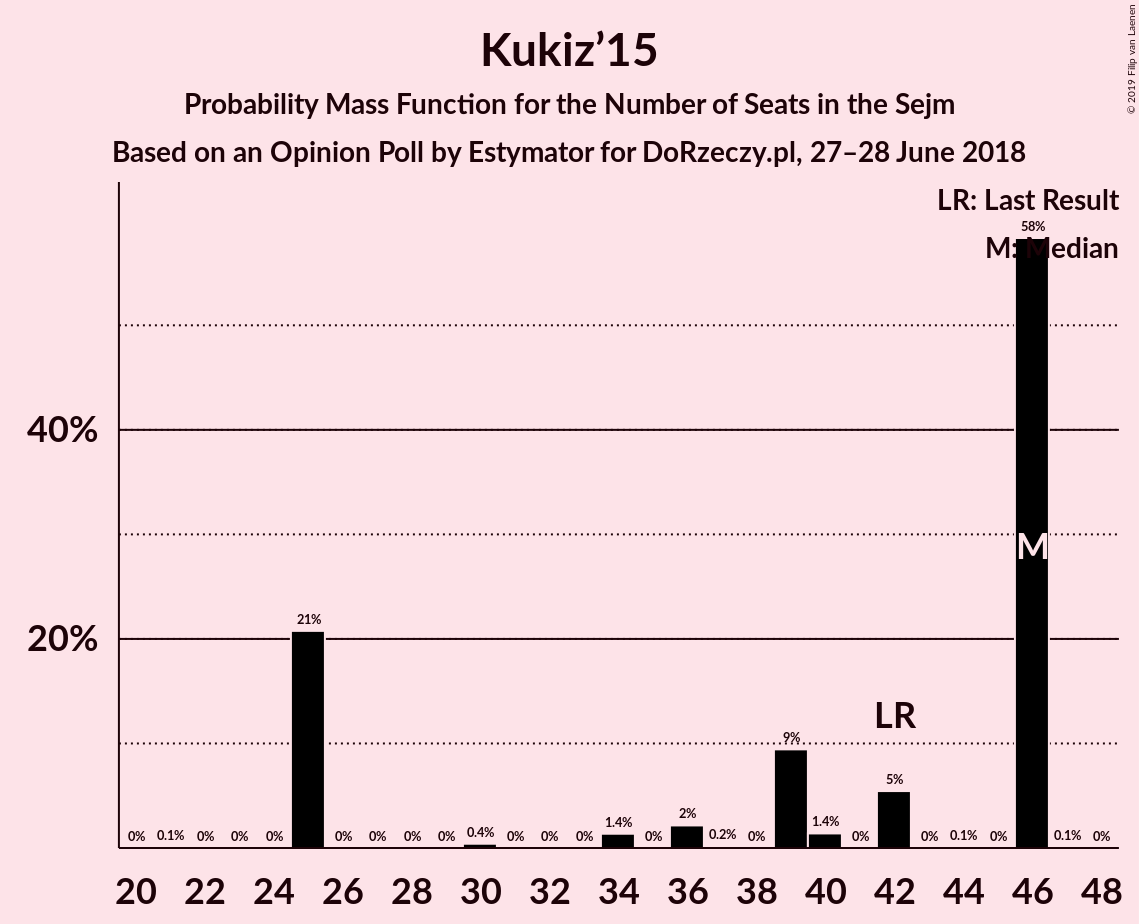 Kukiz’15
Probability Mass Function for the Number of Seats in the Sejm
Based on an Opinion Poll by Estymator for DoRzeczy.pl, 27–28 June 2018
© 2019 Filip van Laenen
LR: Last Result
M: Median
58%
40%
M
21%
20%
LR
9%
5%
0% 0.1% 0% 0% 0% 0% 0% 0% 0% 0.4% 0% 0% 0% 1.4% 0% 2% 0.2% 0% 1.4% 0% 0% 0.1% 0% 0.1% 0%
20 22 24 26 28 30 32 34 36 38 40 42 44 46 48